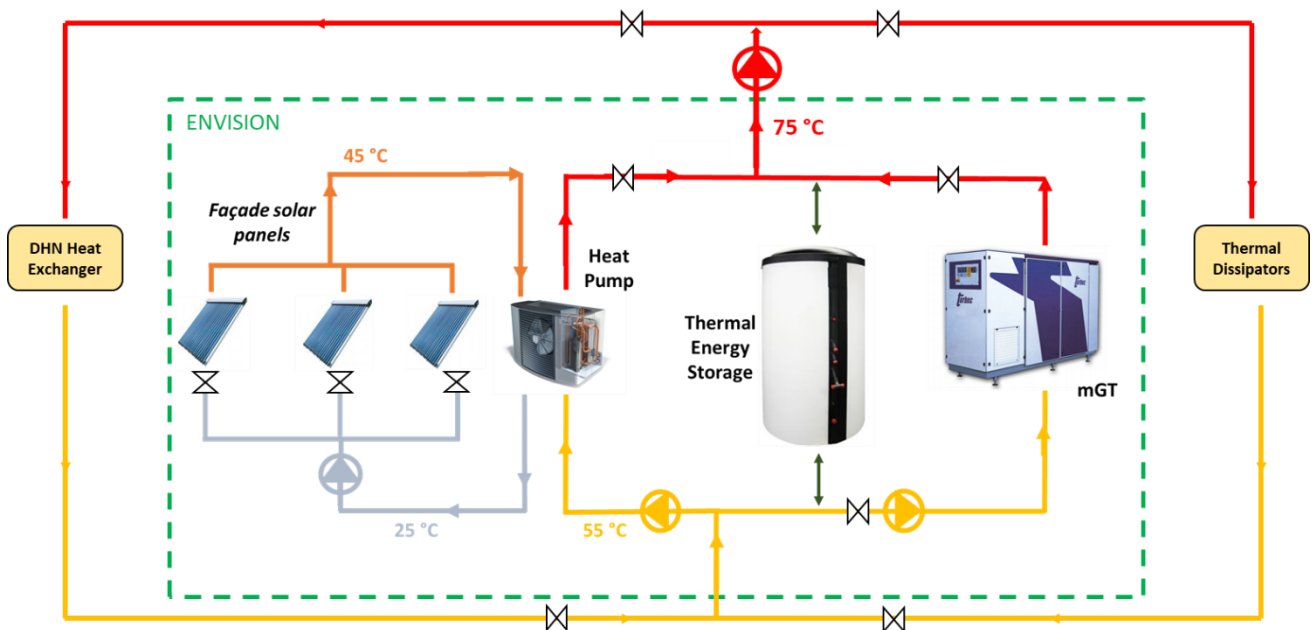 ENVISION
75 °C
45 °C
Façade solar
panels
DHN Heat
Exchanger
Heat
Pump
Thermal
Energy
Storage
Thermal
Dissipators
mGT
25 °C
55 °C